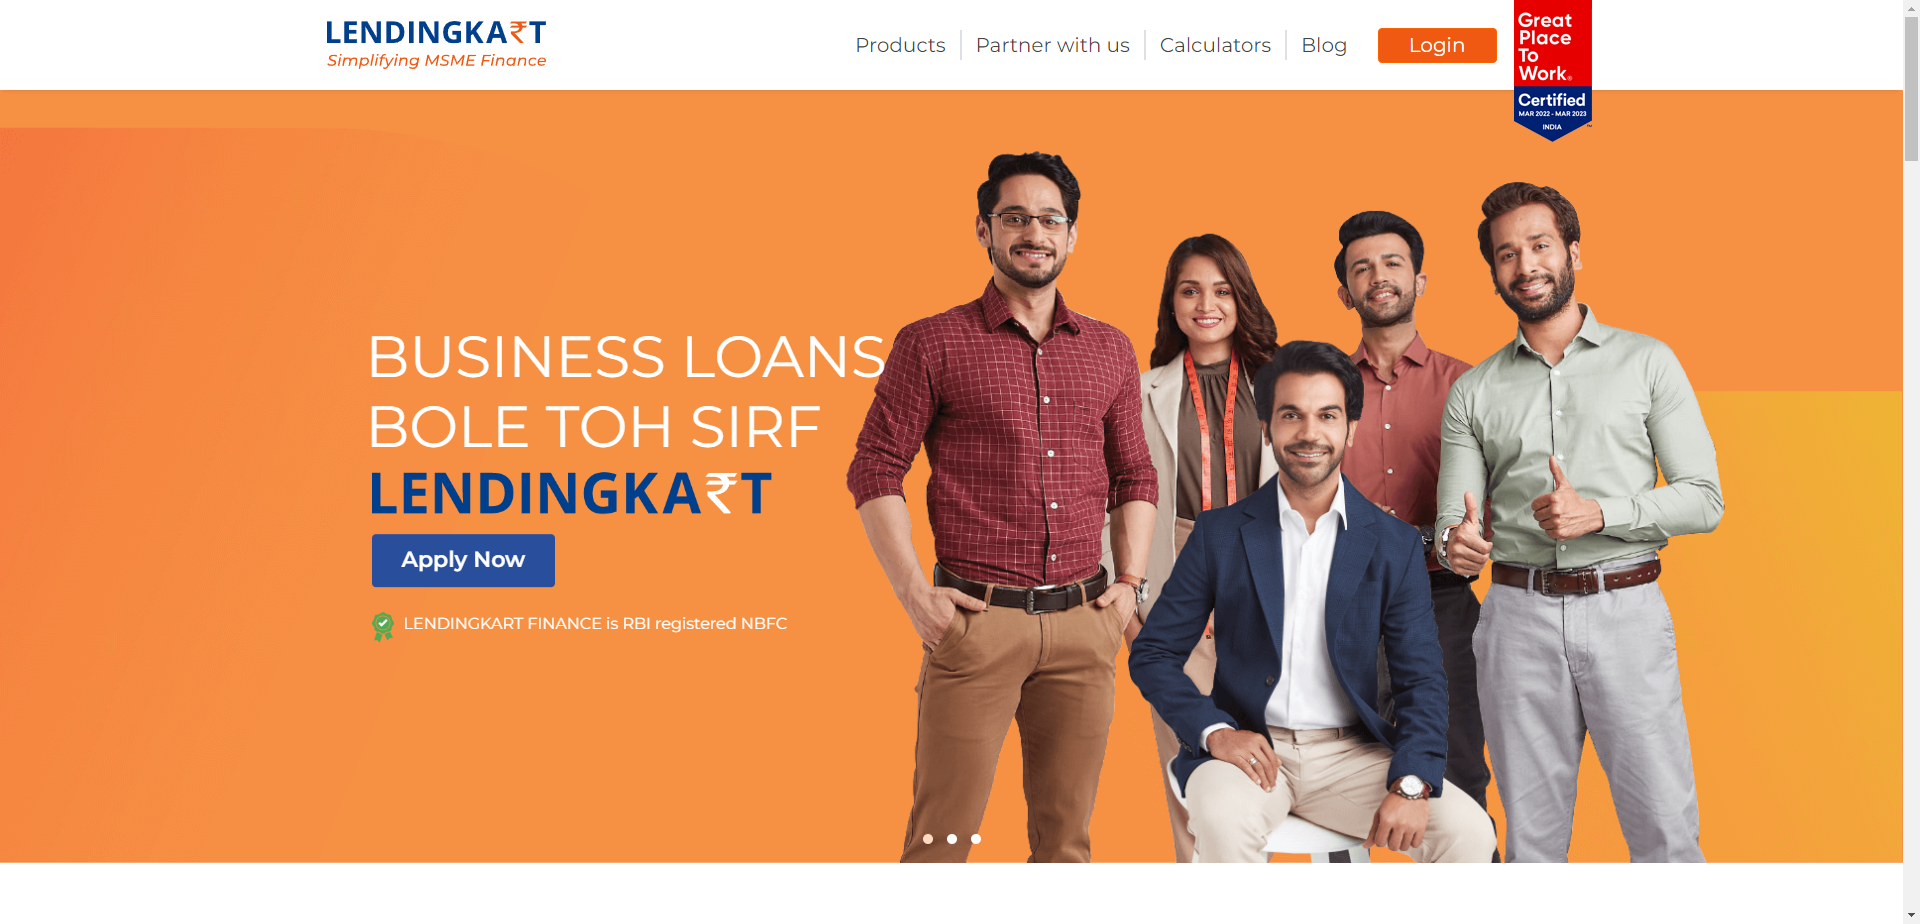 LENDINGKA₹T
Simplifying MSME Finance
Products
Partner with us
Calculators
Blog
Login
Great
Place
To
Work®
Certified
MAR 2022 - MAR 2023
INDIA
™
BUSINESS LOANS
BOLE TOH SIRF
LENDINGKA₹T
Apply Now
LENDINGKART FINANCE is RBI registered NBFC